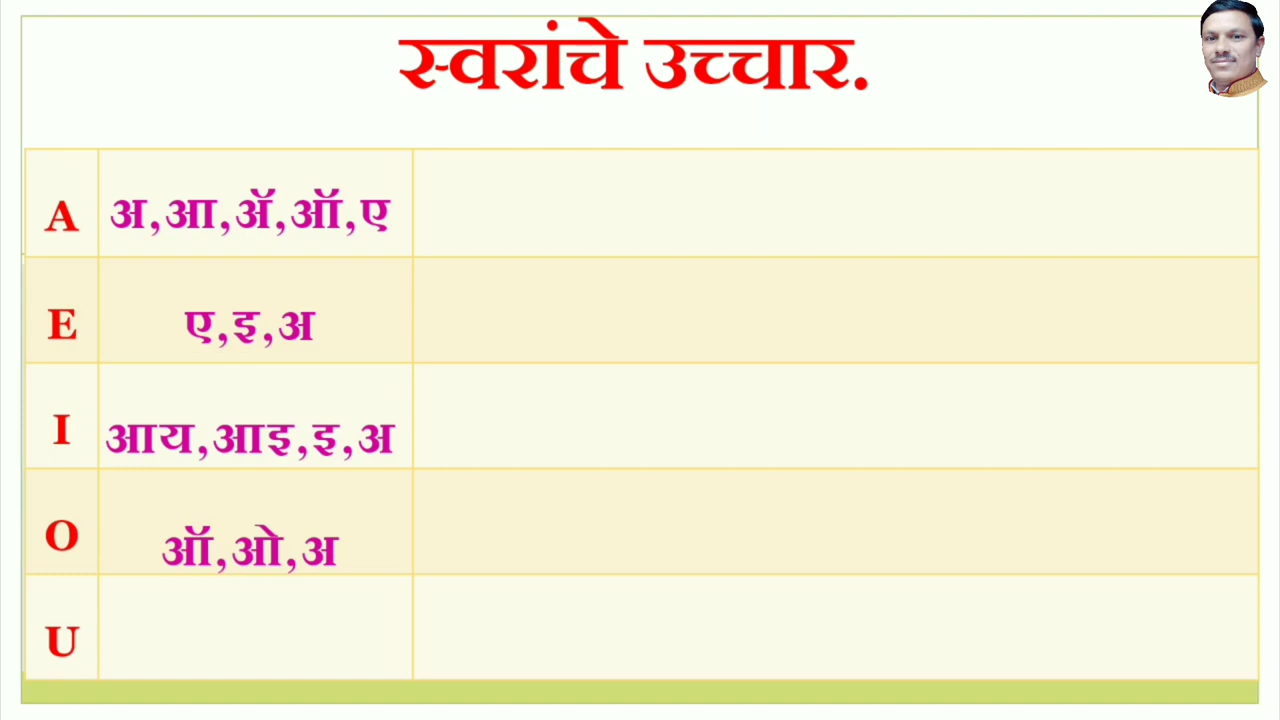 स्वरांचे उच्चार.
A अ,आ,ॲ,ऑ,ए
E ए,इ,अ
I आय,आइ,इ,अ
O ऑ,ओ,अ
U